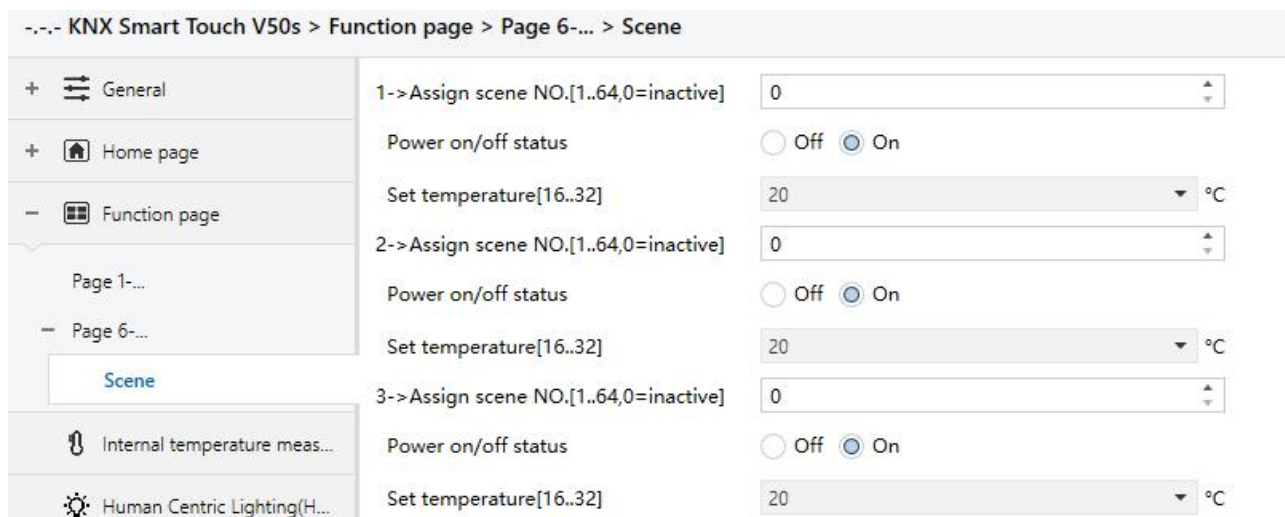 -.-.- KNX Smart Touch V50s > Function page > Page 6-... > Scene
+ General
+ Home page
− Function page
Page 1-...
− Page 6-...
Scene
Internal temperature meas...
Human Centric Lighting(H...
1->Assign scene NO.[1..64,0=inactive] 0
Power on/off status Off On
Set temperature[16..32] 20 °C
2->Assign scene NO.[1..64,0=inactive] 0
Power on/off status Off On
Set temperature[16..32] 20 °C
3->Assign scene NO.[1..64,0=inactive] 0
Power on/off status Off On
Set temperature[16..32] 20 °C